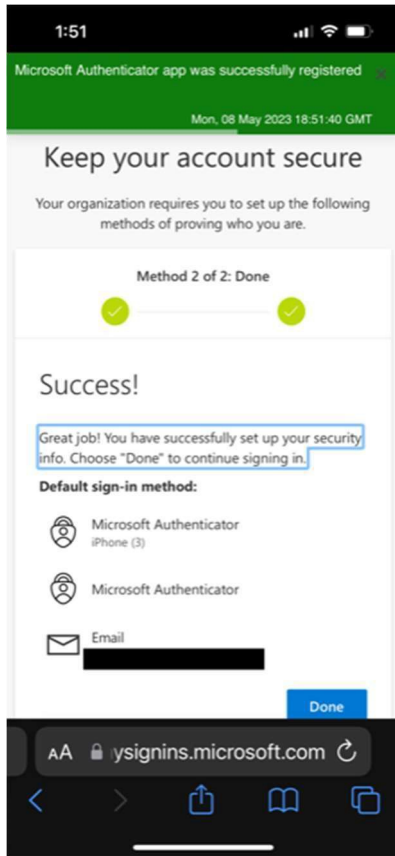 1:51
Microsoft Authenticator app was successfully registered
Mon, 08 May 2023 18:51:40 GMT
Keep your account secure
Your organization requires you to set up the following
methods of proving who you are.
Method 2 of 2: Done
Success!
Great job! You have successfully set up your security
info. Choose "Done" to continue signing in.
Default sign-in method:
Microsoft Authenticator
iPhone (3)
Microsoft Authenticator
Email
Done
AA ysignins.microsoft.com